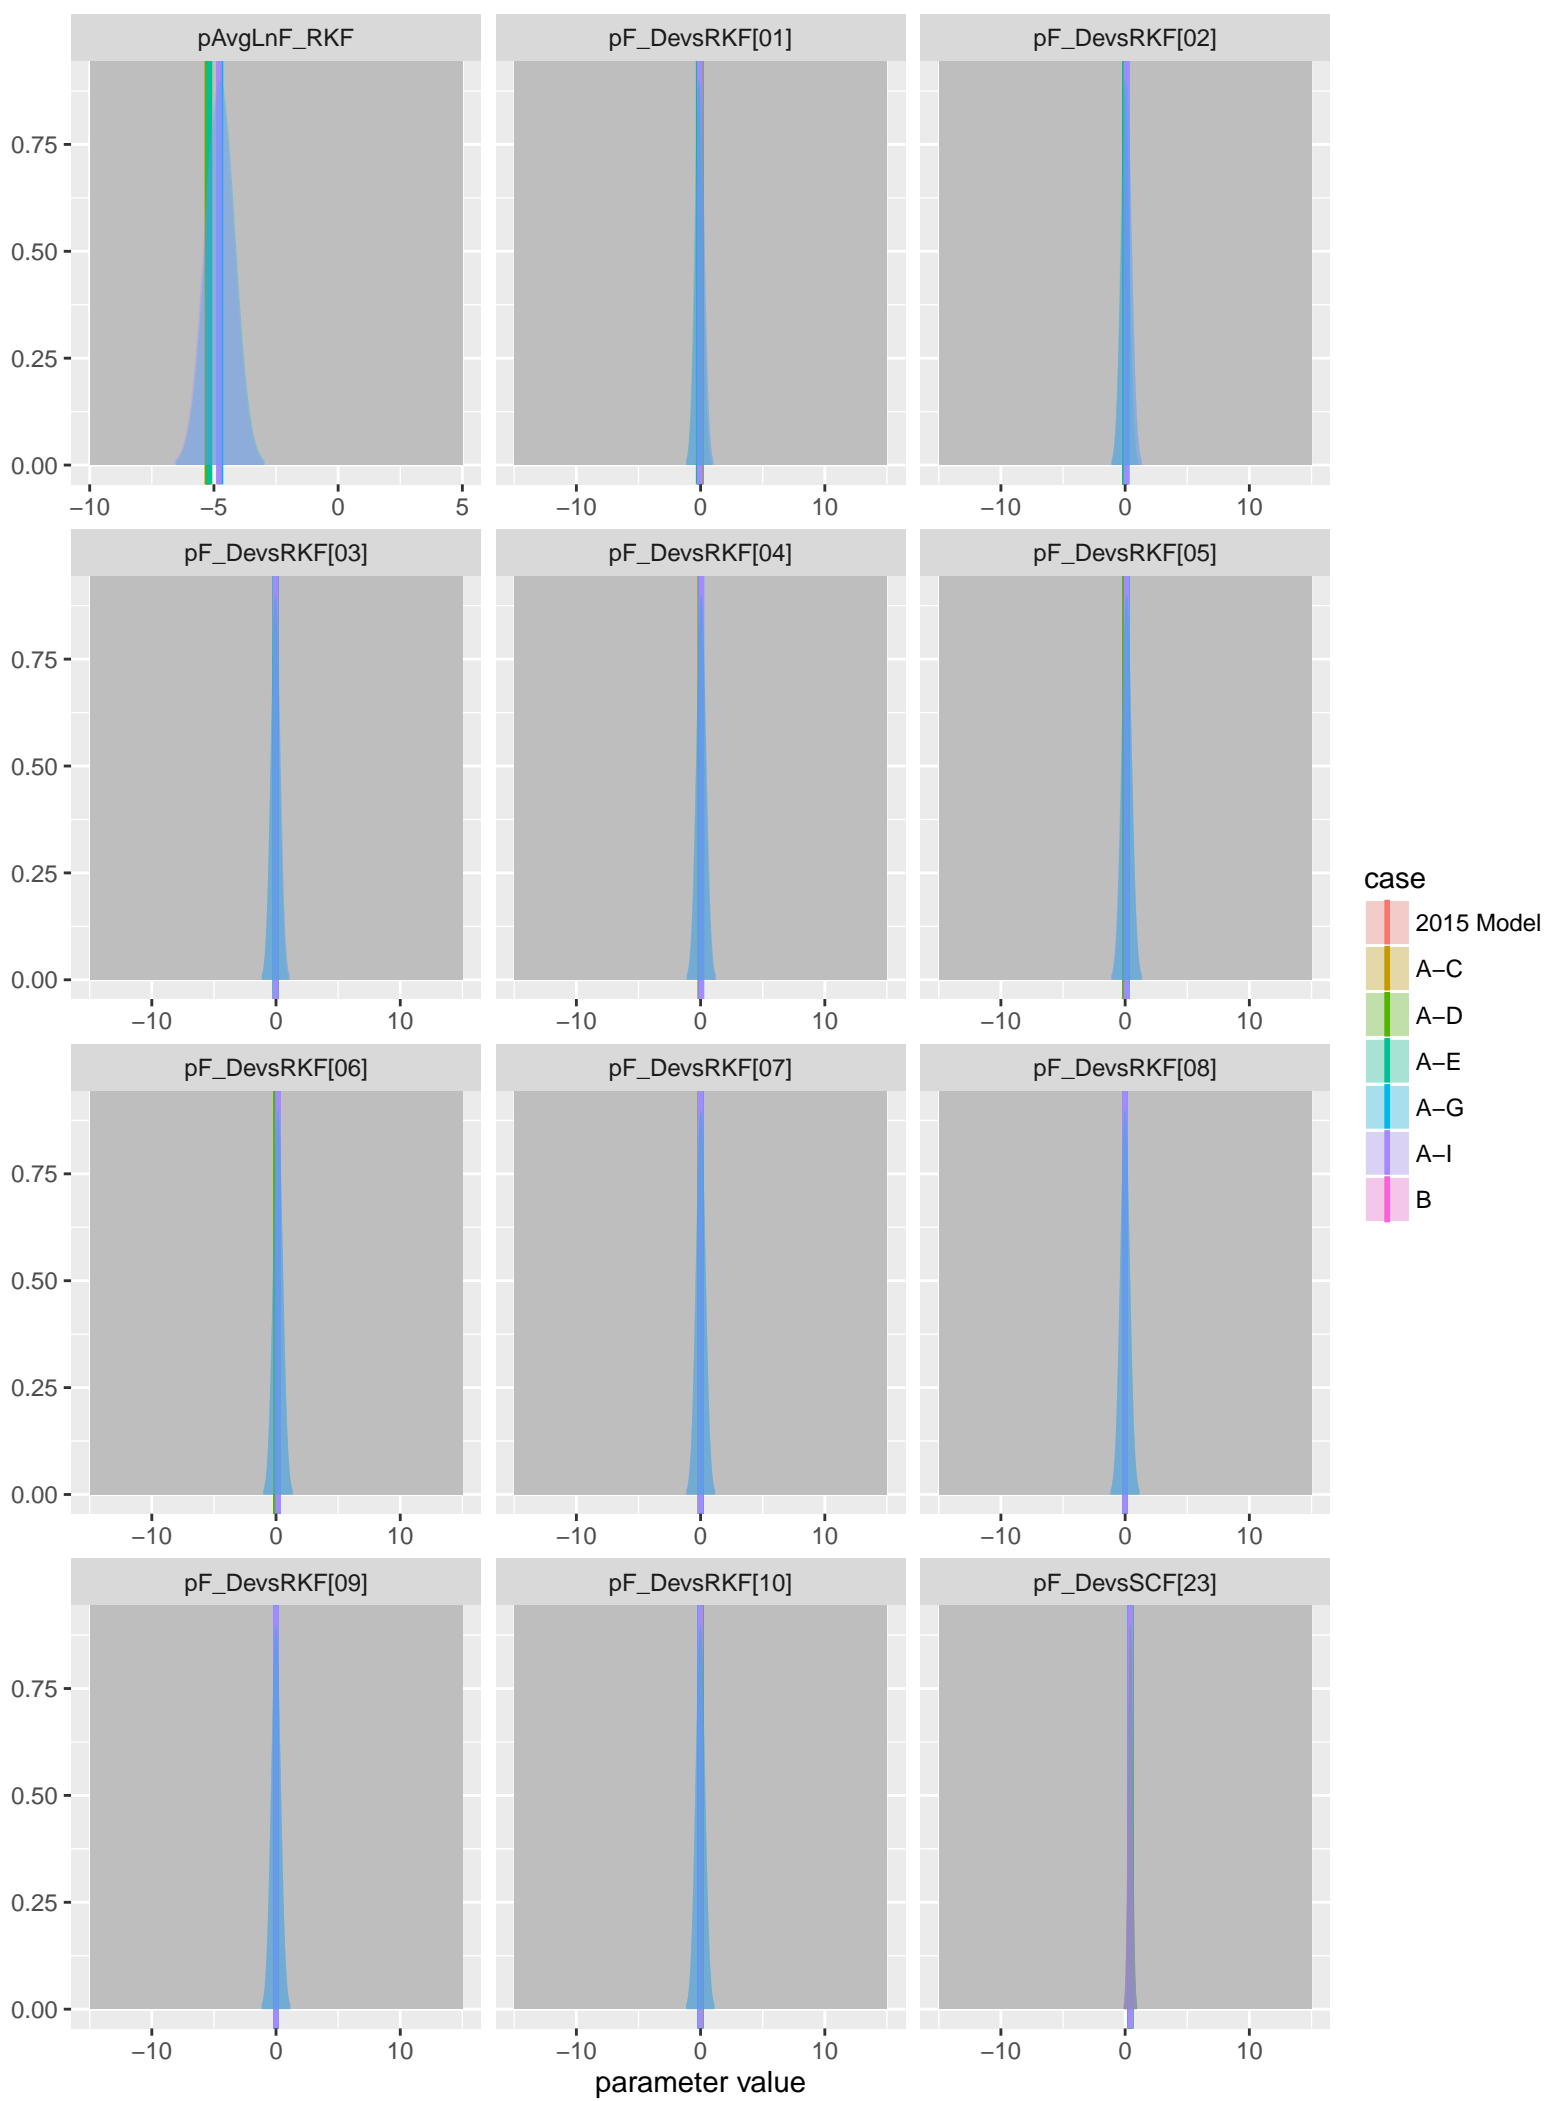 pAvgLnF_RKF pF_DevsRKF[01] pF_DevsRKF[02]
0.75
0.50
0.25
0.00
−10 −5 0 5 −10 0 10 −10 0 10
pF_DevsRKF[03] pF_DevsRKF[04] pF_DevsRKF[05]
0.75
0.50
0.25
0.00
−10 0 10 −10 0 10 −10 0 10
pF_DevsRKF[06] pF_DevsRKF[07] pF_DevsRKF[08]
0.75
0.50
0.25
0.00
−10 0 10 −10 0 10 −10 0 10
pF_DevsRKF[09] pF_DevsRKF[10] pF_DevsSCF[23]
0.75
0.50
0.25
0.00
−10 0 10 −10 0 10 −10 0 10
parameter value
case
2015 Model
A−C
A−D
A−E
A−G
A−I
B